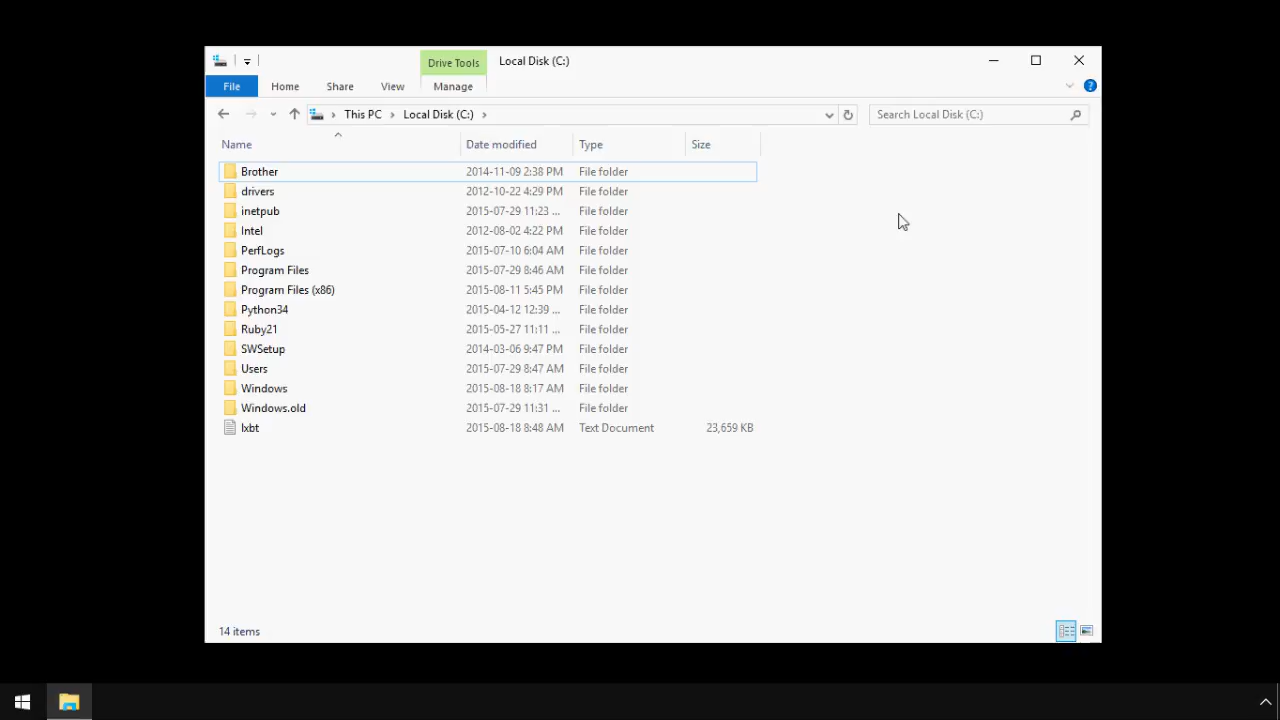 Drive Tools Local Disk (C:)
File Home Share View Manage
This PC Local Disk (C:) Search Local Disk (C:)
Name Date modified Type Size
Brother 2014-11-09 2:38 PM File folder
drivers 2012-10-22 4:29 PM File folder
inetpub 2015-07-29 11:23 ... File folder
Intel 2012-08-02 4:22 PM File folder
PerfLogs 2015-07-10 6:04 AM File folder
Program Files 2015-07-29 8:46 AM File folder
Program Files (x86) 2015-08-11 5:45 PM File folder
Python34 2015-04-12 12:39 ... File folder
Ruby21 2015-05-27 11:11 ... File folder
SWSetup 2014-03-06 9:47 PM File folder
Users 2015-07-29 8:47 AM File folder
Windows 2015-08-18 8:17 AM File folder
Windows.old 2015-07-29 11:31 ... File folder
lxbt 2015-08-18 8:48 AM Text Document 23,659 KB
14 items